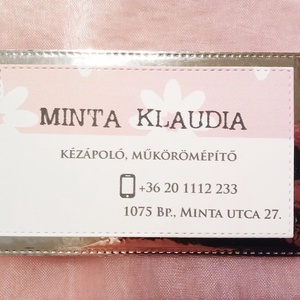 MINTA KLAUDIA
KÉZÁPOLÓ, MŰKÖRÖMÉPÍTŐ
+36 20 1112 233
1075 BP., MINTA UTCA 27.